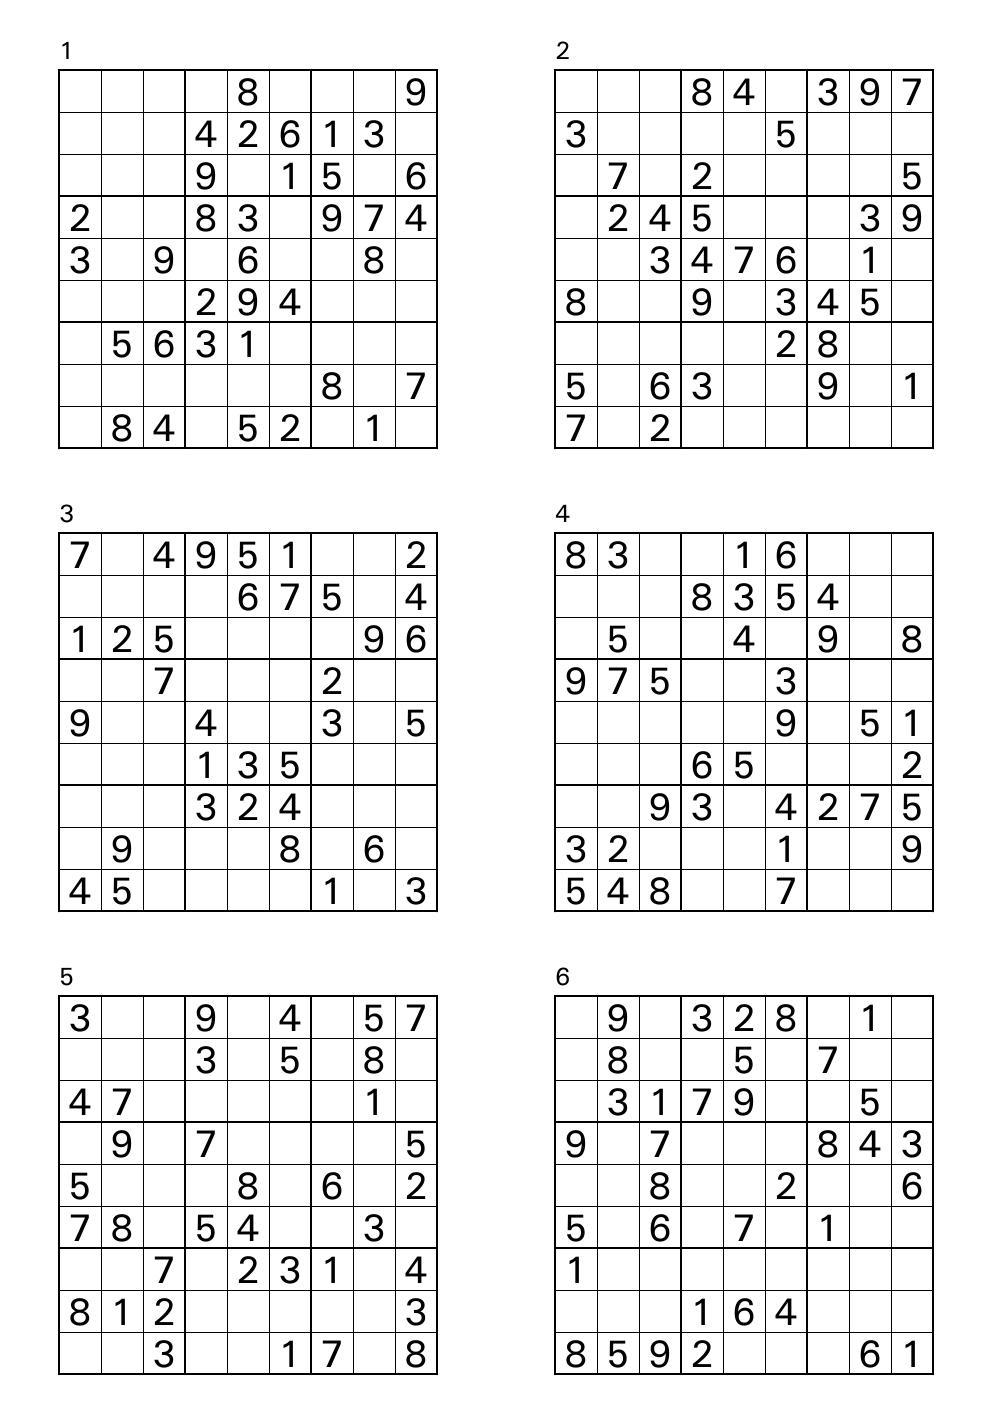 1
8 9
4 2 6 1 3
9 1 5 6
2 8 3 9 7 4
3 9 6 8
2 9 4
5 6 3 1
8 7
8 4 5 2 1
2
8 4 3 9 7
3 5
7 2 5
2 4 5 3 9
3 4 7 6 1
8 9 3 4 5
2 8
5 6 3 9 1
7 2
3
7 4 9 5 1 2
6 7 5 4
1 2 5 9 6
7 2
9 4 3 5
1 3 5
3 2 4
9 8 6
4 5 1 3
4
8 3 1 6
8 3 5 4
5 4 9 8
9 7 5 3
9 5 1
6 5 2
9 3 4 2 7 5
3 2 1 9
5 4 8 7
5
3 9 4 5 7
3 5 8
4 7 1
9 7 5
5 8 6 2
7 8 5 4 3
7 2 3 1 4
8 1 2 3
3 1 7 8
6
9 3 2 8 1
8 5 7
3 1 7 9 5
9 7 8 4 3
8 2 6
5 6 7 1
1
1 6 4
8 5 9 2 6 1